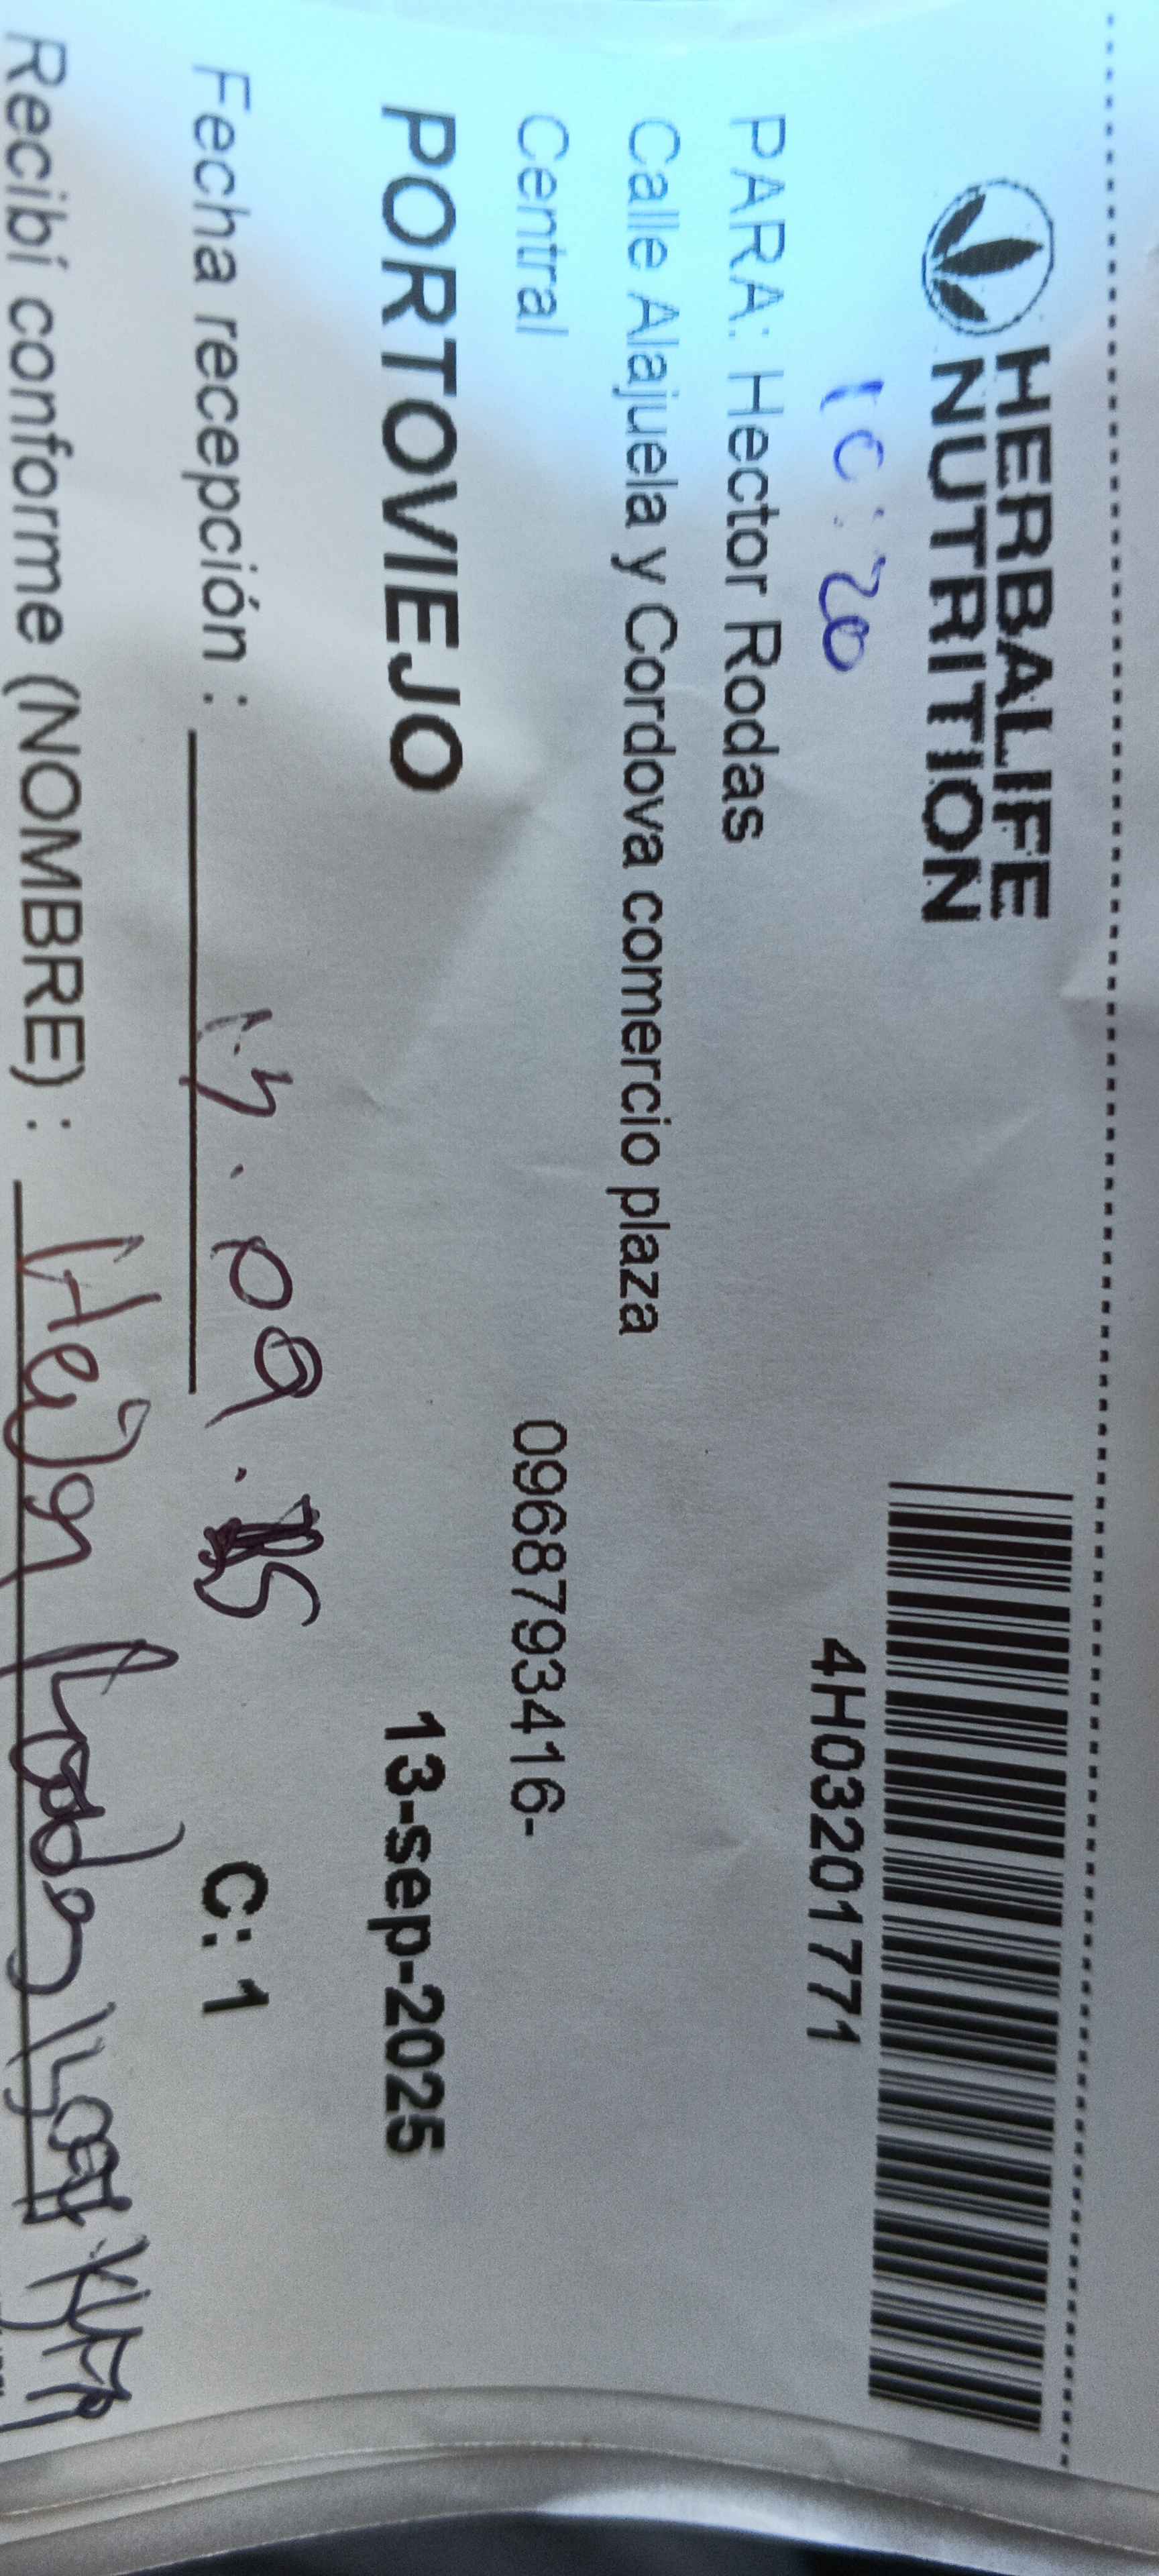 HERBALIFE
NUTRITION
4H03201771
10:20
PARA: Hector Rodas
Calle Alajuela y Cordova comercio plaza
Central
0968793416-
PORTOVIEJO
13-sep-2025
Fecha recepción :
C: 1
Recibí conforme (NOMBRE) :